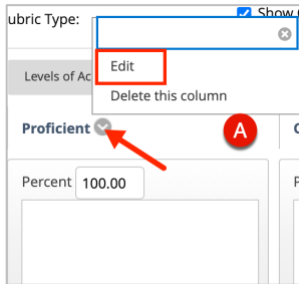 ubric Type:
Show
Edit
Levels of Ac
Delete this column
Proficient
A
Percent 100.00